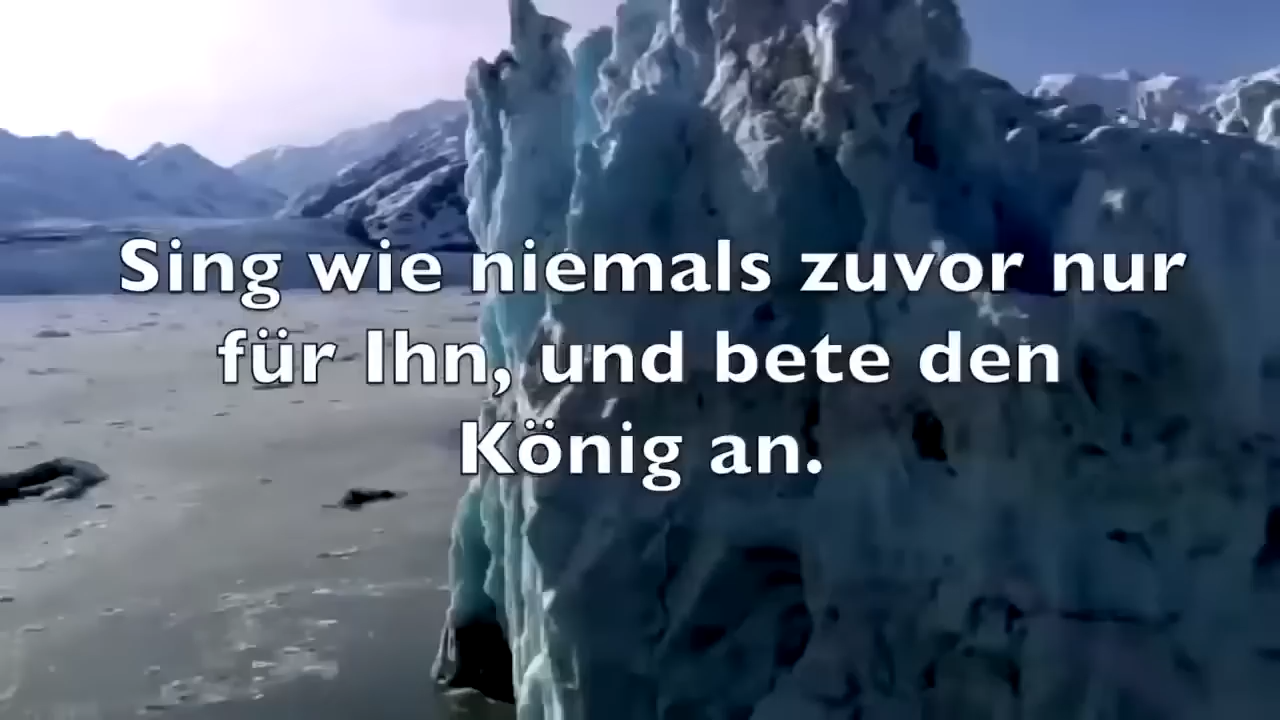 Sing wie niemals zuvor nur
für Ihn, und bete den
König an.